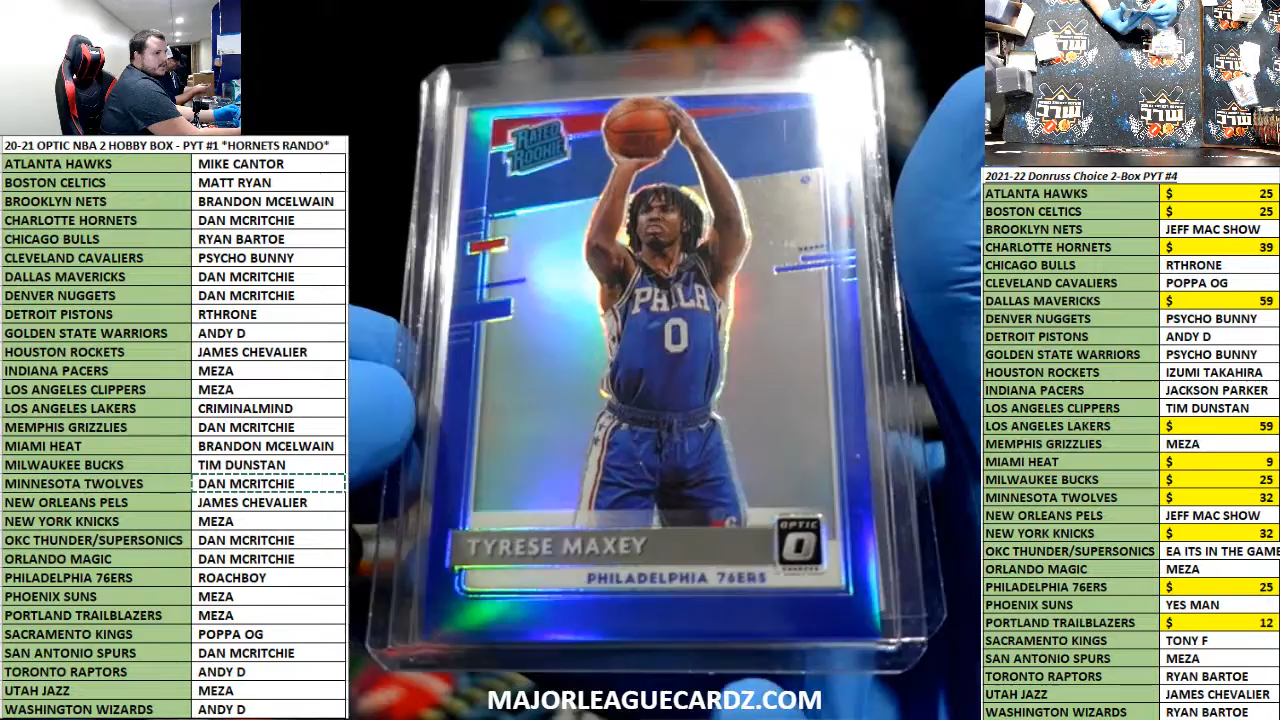 20-21 OPTIC NBA 2 HOBBY BOX - PYT #1 *HORNETS RANDO*
ATLANTA HAWKS MIKE CANTOR
BOSTON CELTICS MATT RYAN
BROOKLYN NETS BRANDON MCELWAIN
CHARLOTTE HORNETS DAN MCRITCHIE
CHICAGO BULLS RYAN BARTOE
CLEVELAND CAVALIERS PSYCHO BUNNY
DALLAS MAVERICKS DAN MCRITCHIE
DENVER NUGGETS DAN MCRITCHIE
DETROIT PISTONS RTHRONE
GOLDEN STATE WARRIORS ANDY D
HOUSTON ROCKETS JAMES CHEVALIER
INDIANA PACERS MEZA
LOS ANGELES CLIPPERS MEZA
LOS ANGELES LAKERS CRIMINALMIND
MEMPHIS GRIZZLIES DAN MCRITCHIE
MIAMI HEAT BRANDON MCELWAIN
MILWAUKEE BUCKS TIM DUNSTAN
MINNESOTA TWOLVES DAN MCRITCHIE
NEW ORLEANS PELS JAMES CHEVALIER
NEW YORK KNICKS MEZA
OKC THUNDER/SUPERSONICS DAN MCRITCHIE
ORLANDO MAGIC DAN MCRITCHIE
PHILADELPHIA 76ERS ROACHBOY
PHOENIX SUNS MEZA
PORTLAND TRAILBLAZERS MEZA
SACRAMENTO KINGS POPPA OG
SAN ANTONIO SPURS DAN MCRITCHIE
TORONTO RAPTORS ANDY D
UTAH JAZZ MEZA
WASHINGTON WIZARDS ANDY D
RATED
ROOKIE
PHILA
0
TYRESE MAXEY
OPTIC
PHILADELPHIA 76ERS
MAJORLEAGUECARDZ.COM
2021-22 Donruss Choice 2-Box PYT #4
ATLANTA HAWKS $ 25
BOSTON CELTICS $ 25
BROOKLYN NETS JEFF MAC SHOW
CHARLOTTE HORNETS $ 39
CHICAGO BULLS RTHRONE
CLEVELAND CAVALIERS POPPA OG
DALLAS MAVERICKS $ 59
DENVER NUGGETS PSYCHO BUNNY
DETROIT PISTONS ANDY D
GOLDEN STATE WARRIORS PSYCHO BUNNY
HOUSTON ROCKETS IZUMI TAKAHIRA
INDIANA PACERS JACKSON PARKER
LOS ANGELES CLIPPERS TIM DUNSTAN
LOS ANGELES LAKERS $ 59
MEMPHIS GRIZZLIES MEZA
MIAMI HEAT $ 9
MILWAUKEE BUCKS $ 25
MINNESOTA TWOLVES $ 32
NEW ORLEANS PELS JEFF MAC SHOW
NEW YORK KNICKS $ 32
OKC THUNDER/SUPERSONICS EA ITS IN THE GAME
ORLANDO MAGIC MEZA
PHILADELPHIA 76ERS $ 25
PHOENIX SUNS YES MAN
PORTLAND TRAILBLAZERS $ 12
SACRAMENTO KINGS TONY F
SAN ANTONIO SPURS MEZA
TORONTO RAPTORS RYAN BARTOE
UTAH JAZZ JAMES CHEVALIER
WASHINGTON WIZARDS RYAN BARTOE